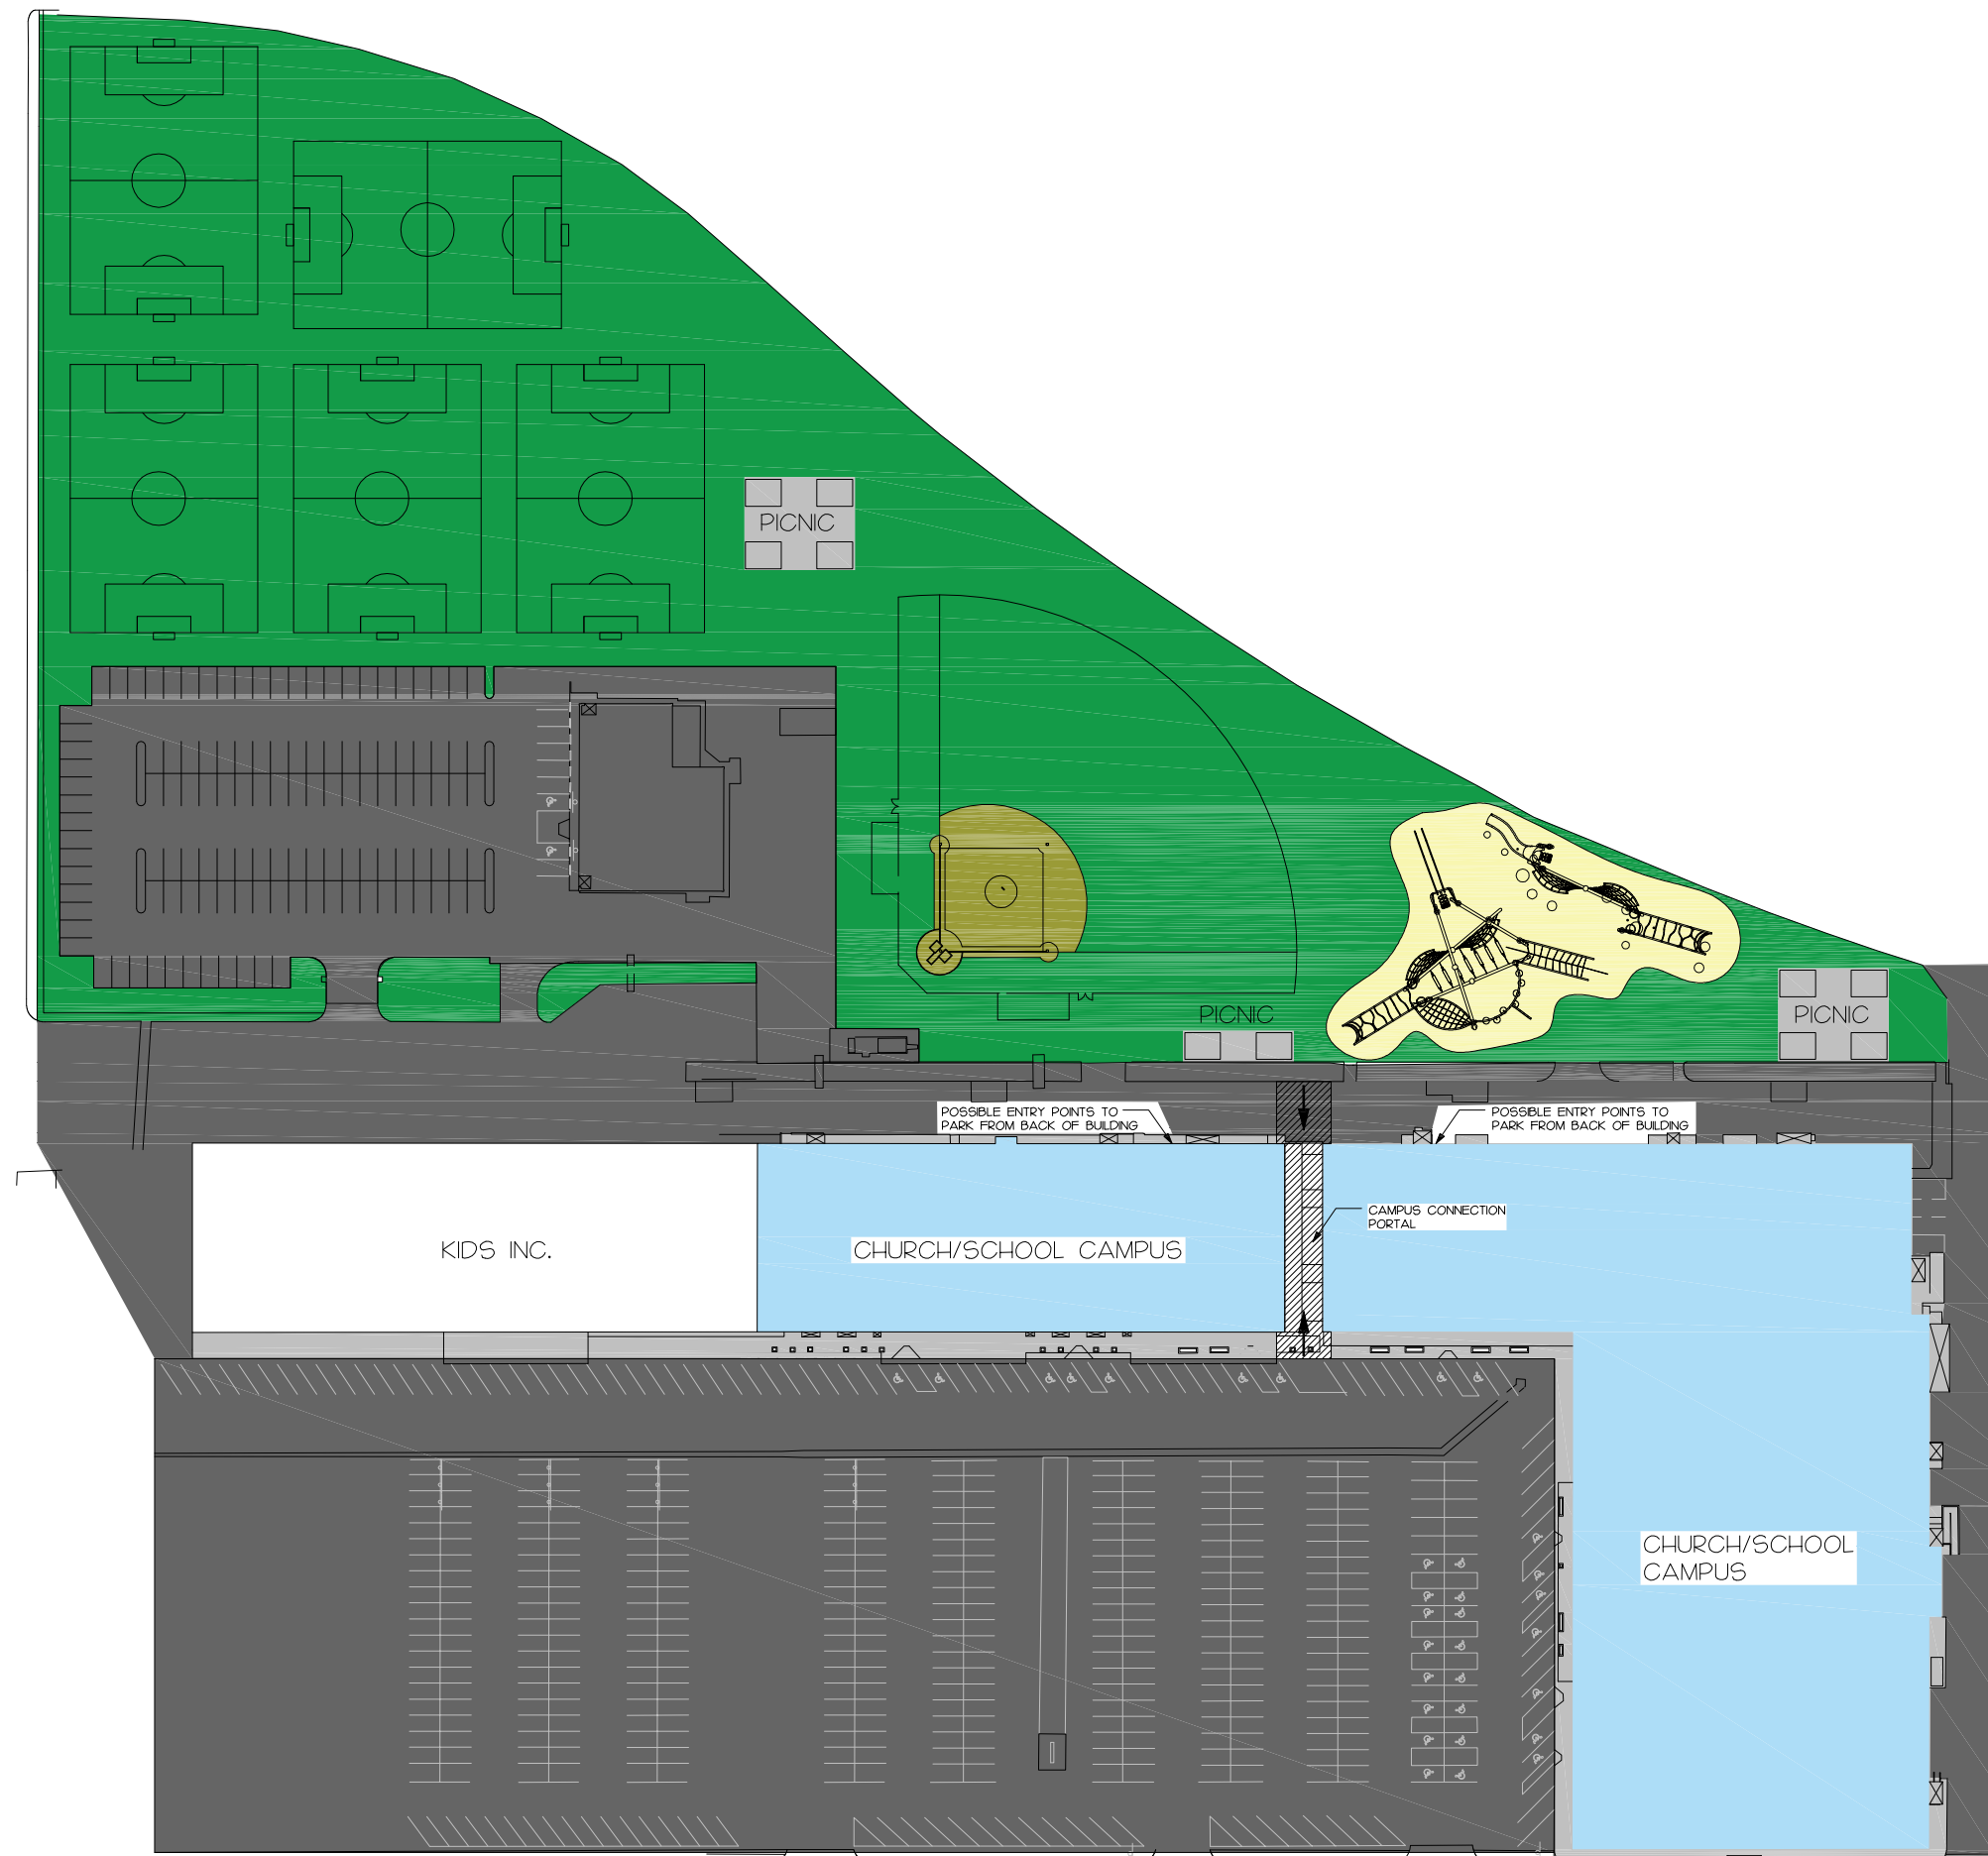 PICNIC
PICNIC
PICNIC
POSSIBLE ENTRY POINTS TO
PARK FROM BACK OF BUILDING
POSSIBLE ENTRY POINTS TO
PARK FROM BACK OF BUILDING
CAMPUS CONNECTION
PORTAL
KIDS INC.
CHURCH/SCHOOL CAMPUS
CHURCH/SCHOOL
CAMPUS